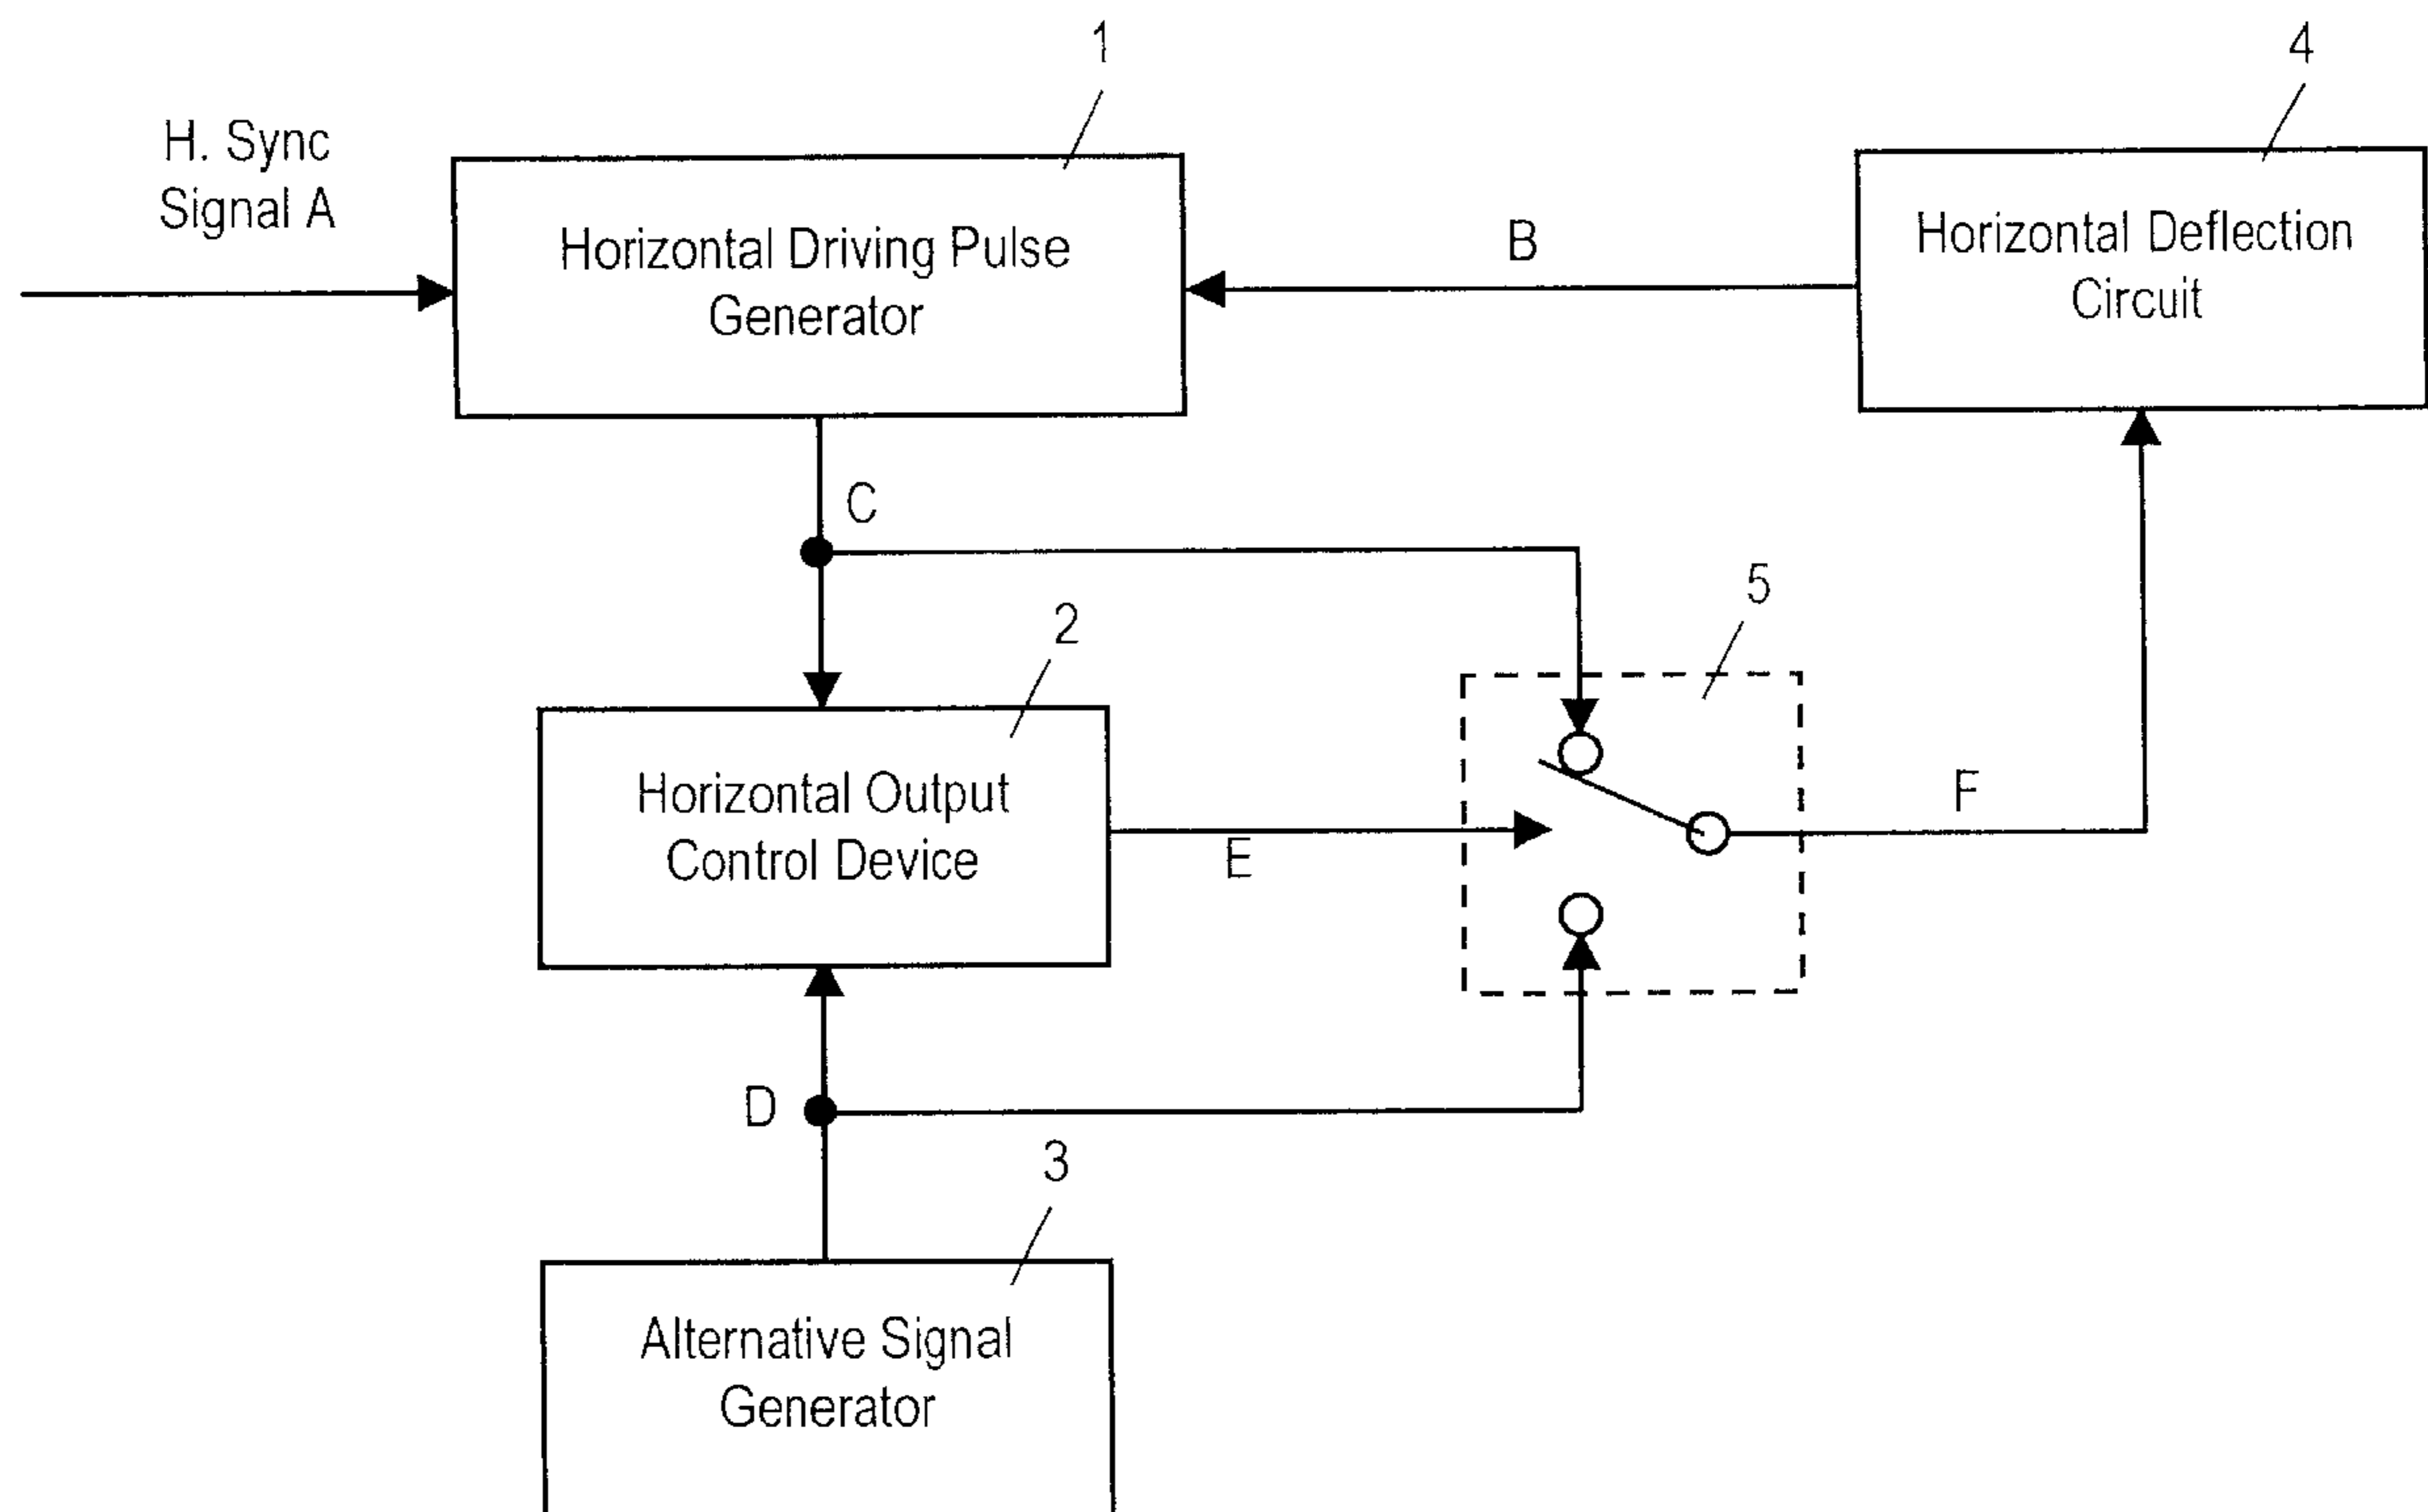 1
4
H. Sync
Signal A
Horizontal Driving Pulse
Generator
B
Horizontal Deflection
Circuit
C
5
2
Horizontal Output
Control Device
E
F
D
3
Alternative Signal
Generator